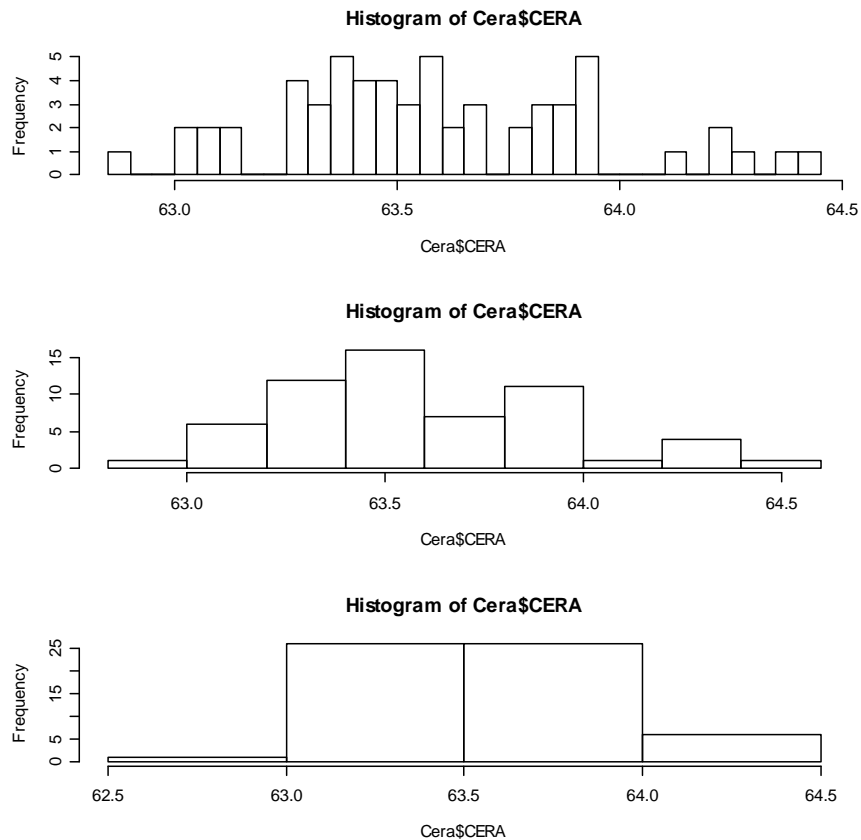 Histogram of Cera$CERA
Frequency
0 1 2 3 4 5
63.0 63.5 64.0 64.5
Cera$CERA
Histogram of Cera$CERA
Frequency
0 5 10 15
63.0 63.5 64.0 64.5
Cera$CERA
Histogram of Cera$CERA
Frequency
0 5 15 25
62.5 63.0 63.5 64.0 64.5
Cera$CERA